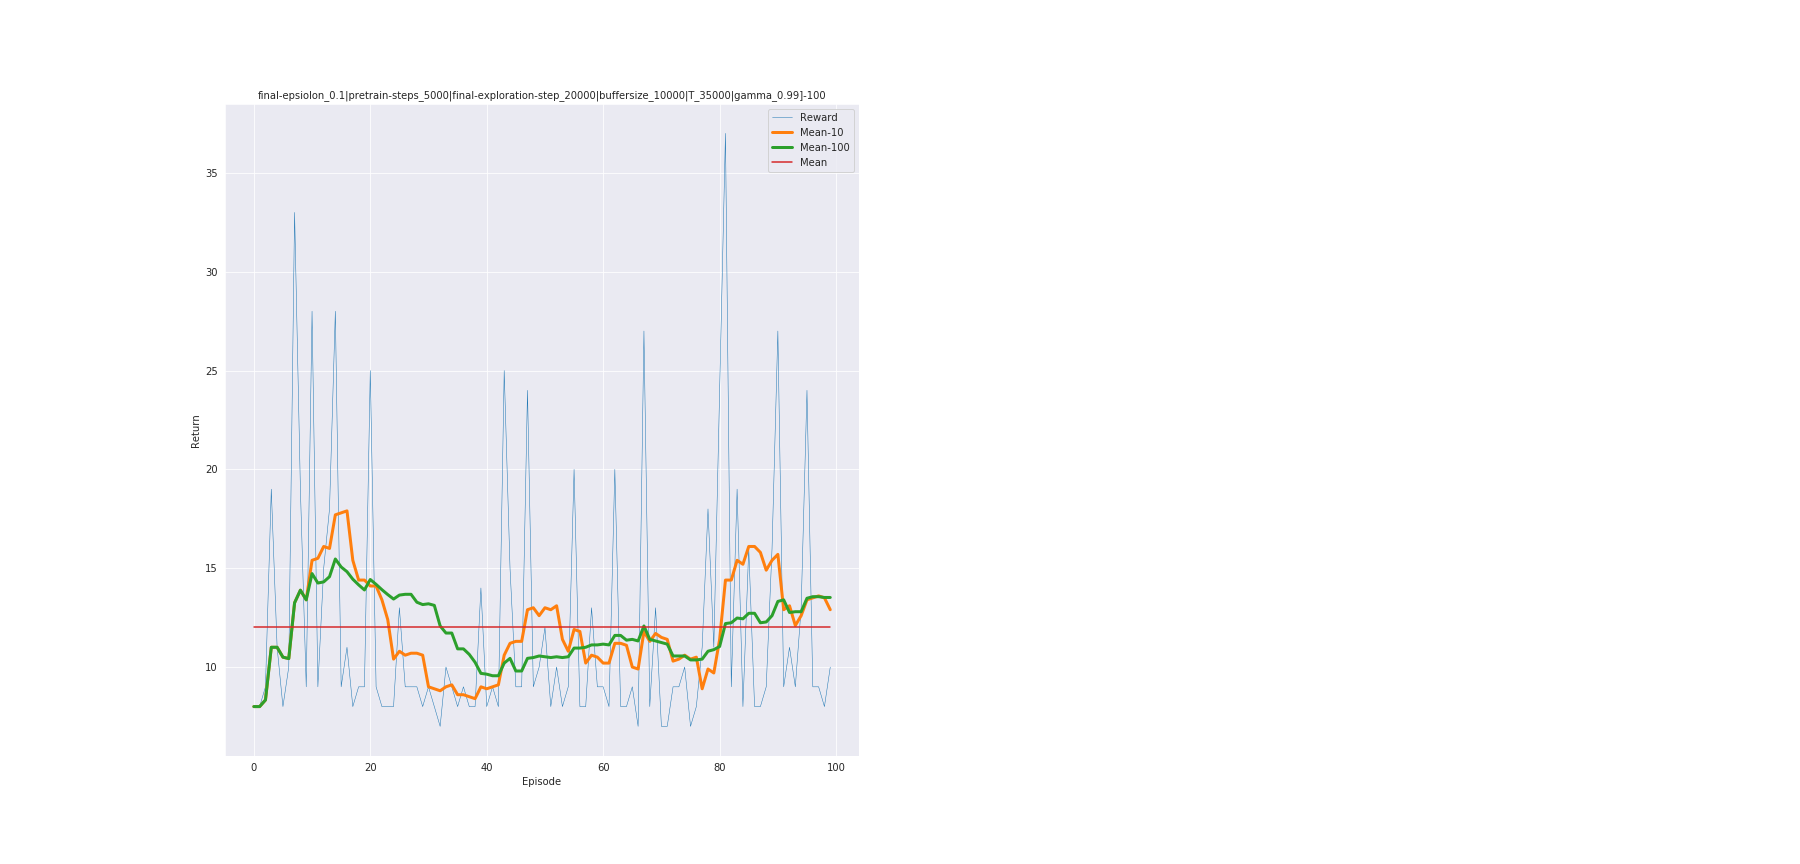 final-epsiolon_0.1|pretrain-steps_5000|final-exploration-step_20000|buffersize_10000|T_35000|gamma_0.99]-100
Reward
Mean-10
Mean-100
Mean
35
30
25
20
15
10
Return
0 20 40 60 80 100
Episode